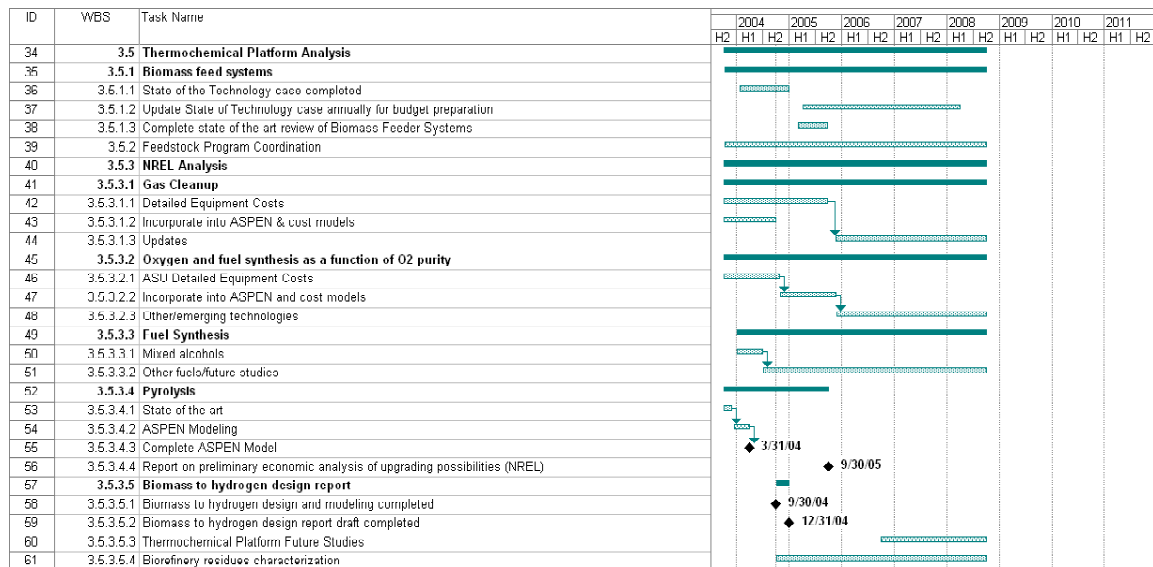 ID WBS Task Name 2004 2005 2006 2007 2008 2009 2010 2011
H2 H1 H2 H1 H2 H1 H2 H1 H2 H1 H2 H1 H2 H1 H2 H1 H2
34 3.5 Thermochemical Platform Analysis
35 3.5.1 Biomass feed systems
36 3.5.1.1 State of the Technology case completed
37 3.5.1.2 Update State of Technology case annually for budget preparation
38 3.5.1.3 Complete state of the art review of Biomass Feeder Systems
39 3.5.2 Feedstock Program Coordination
40 3.5.3 NREL Analysis
41 3.5.3.1 Gas Cleanup
42 3.5.3.1.1 Detailed Equipment Costs
43 3.5.3.1.2 Incorporate into ASPEN & cost models
44 3.5.3.1.3 Updates
45 3.5.3.2 Oxygen and fuel synthesis as a function of O2 purity
46 3.5.3.2.1 ASU Detailed Equipment Costs
47 3.5.3.2.2 Incorporate into ASPEN and cost models
48 3.5.3.2.3 Other/emerging technologies
49 3.5.3.3 Fuel Synthesis
50 3.5.3.3.1 Mixed alcohols
51 3.5.3.3.2 Other fuels/future studies
52 3.5.3.4 Pyrolysis
53 3.5.3.4.1 State of the art
54 3.5.3.4.2 ASPEN Modeling
55 3.5.3.4.3 Complete ASPEN Model 3/31/04
56 3.5.3.4.4 Report on preliminary economic analysis of upgrading possibilities (NREL) 9/30/05
57 3.5.3.5 Biomass to hydrogen design report
58 3.5.3.5.1 Biomass to hydrogen design and modeling completed 9/30/04
59 3.5.3.5.2 Biomass to hydrogen design report draft completed 12/31/04
60 3.5.3.5.3 Thermochemical Platform Future Studies
61 3.5.3.5.4 Biorefinery residues characterization